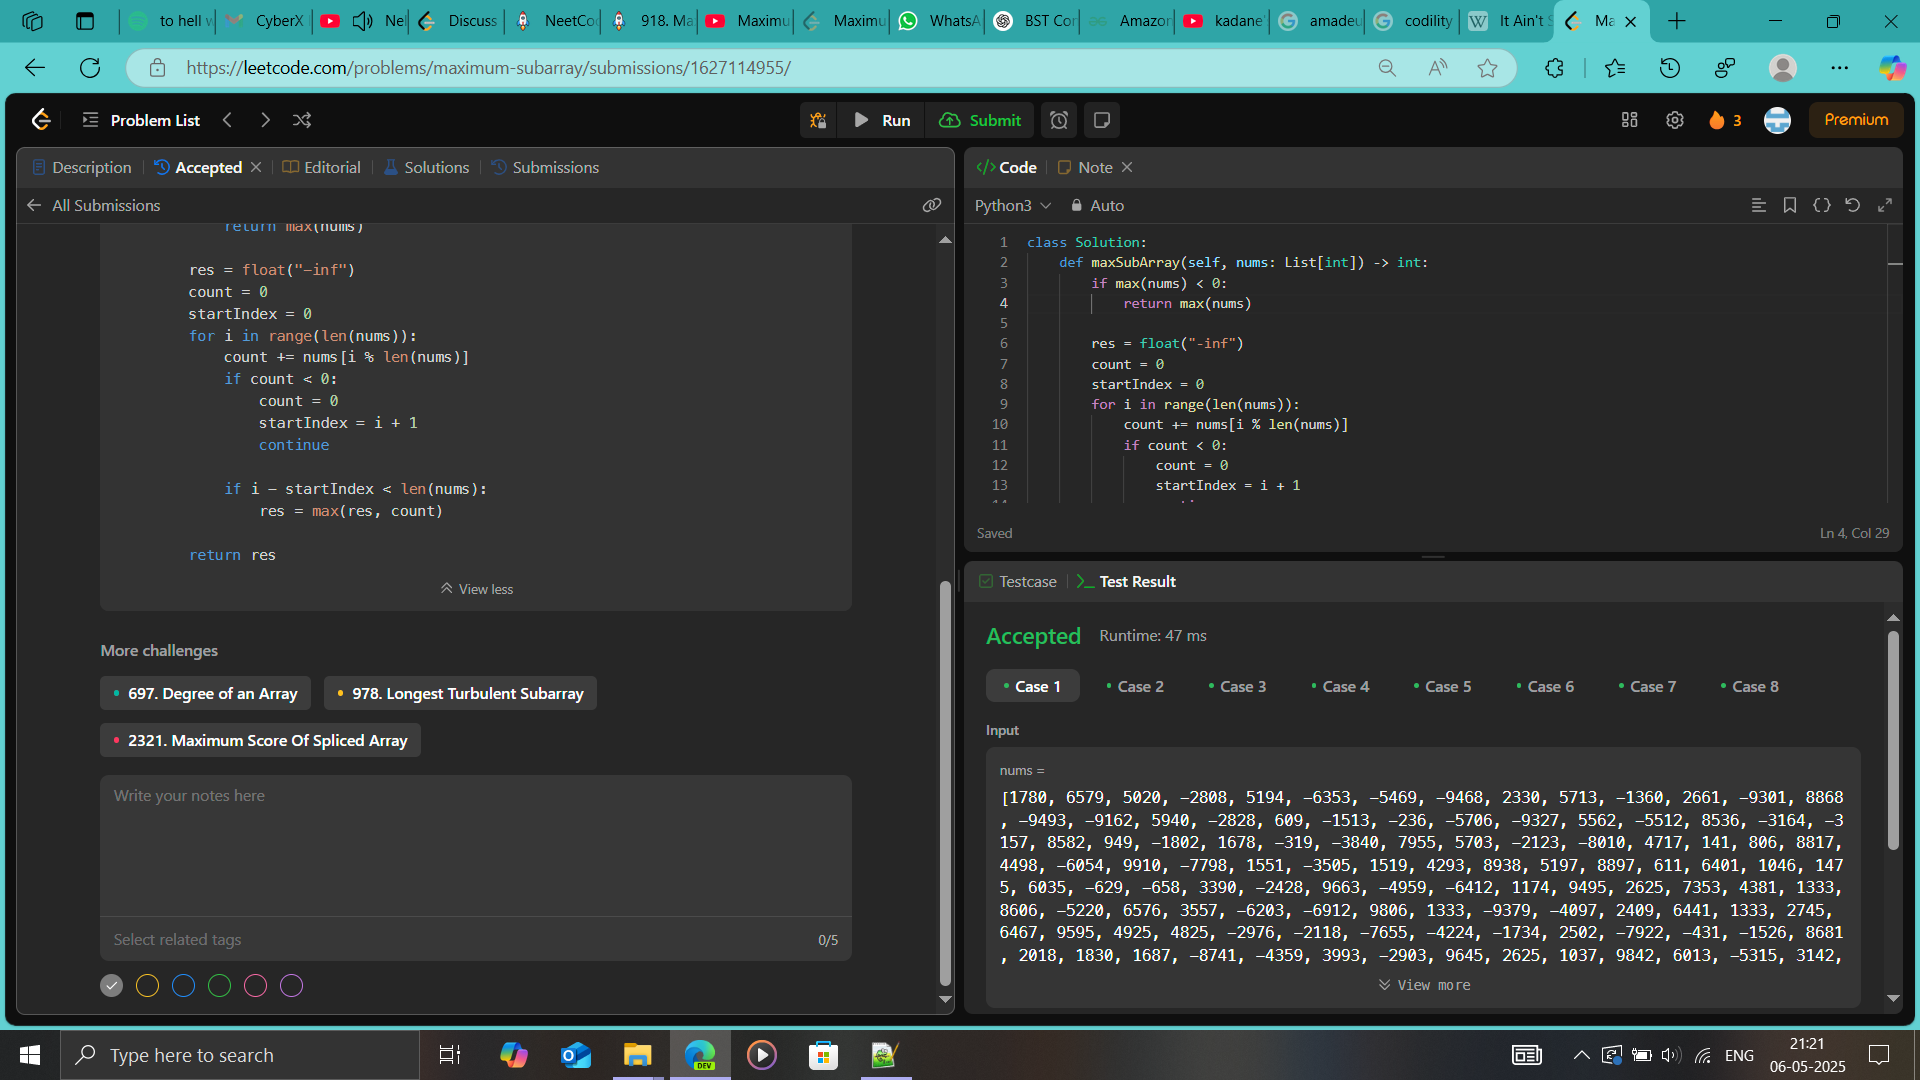 to hell w
CyberX
Nei
Discuss
NeetCo
918. Ma
Maximu
Maximu
WhatsA
BST Con
Amazon
kadane'
amadeu
codility
It Ain't S
Ma
https://leetcode.com/problems/maximum-subarray/submissions/1627114955/
Problem List
Run
Submit
3
Premium
Description
Accepted
Editorial
Solutions
Submissions
All Submissions
return max(nums)
res = float("-inf")
count = 0
startIndex = 0
for i in range(len(nums)):
count += nums[i % len(nums)]
if count < 0:
count = 0
startIndex = i + 1
continue
if i - startIndex < len(nums):
res = max(res, count)
return res
View less
More challenges
697. Degree of an Array
978. Longest Turbulent Subarray
2321. Maximum Score Of Spliced Array
Write your notes here
Select related tags
0/5
</> Code
Note
Python3
Auto
1 class Solution:
2 def maxSubArray(self, nums: List[int]) -> int:
3 if max(nums) < 0:
4 return max(nums)
5
6 res = float("-inf")
7 count = 0
8 startIndex = 0
9 for i in range(len(nums)):
10 count += nums[i % len(nums)]
11 if count < 0:
12 count = 0
13 startIndex = i + 1
Saved
Ln 4, Col 29
Testcase
Test Result
Accepted
Runtime: 47 ms
Case 1
Case 2
Case 3
Case 4
Case 5
Case 6
Case 7
Case 8
Input
nums =
[1780, 6579, 5020, -2808, 5194, -6353, -5469, -9468, 2330, 5713, -1360, 2661, -9301, 8868
, -9493, -9162, 5940, -2828, 609, -1513, -236, -5706, -9327, 5562, -5512, 8536, -3164, -3
157, 8582, 949, -1802, 1678, -319, -3840, 7955, 5703, -2123, -8010, 4717, 141, 806, 8817,
4498, -6054, 9910, -7798, 1551, -3505, 1519, 4293, 8938, 5197, 8897, 611, 6401, 1046, 147
5, 6035, -629, -658, 3390, -2428, 9663, -4959, -6412, 1174, 9495, 2625, 7353, 4381, 1333,
8606, -5220, 6576, 3557, -6203, -6912, 9806, 1333, -9379, -4097, 2409, 6441, 1333, 2745,
6467, 9595, 4925, 4825, -2976, -2118, -7655, -4224, -1734, 2502, -7922, -431, -1526, 8681
, 2018, 1830, 1687, -8741, -4359, 3993, -2903, 9645, 2625, 1037, 9842, 6013, -5315, 3142,
View more
Type here to search
DEV
ENG
21:21
06-05-2025